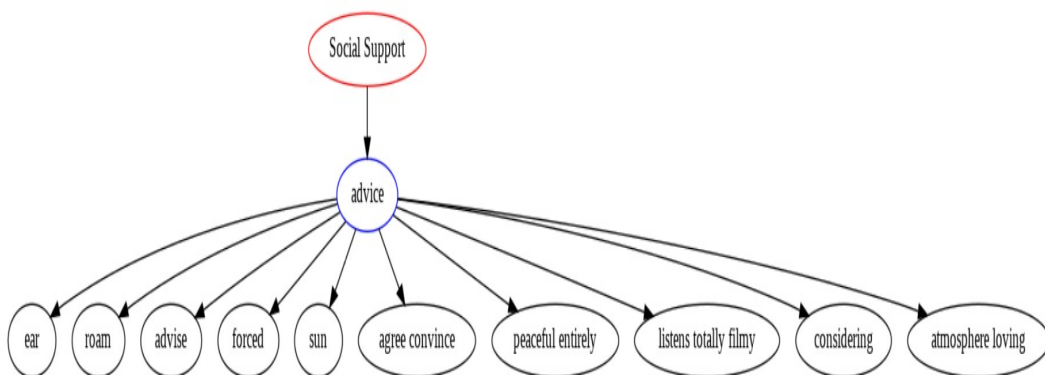 Social Support
advice
ear
roam
advise
forced
sun
agree convince
peaceful entirely
listens totally filmy
considering
atmosphere loving